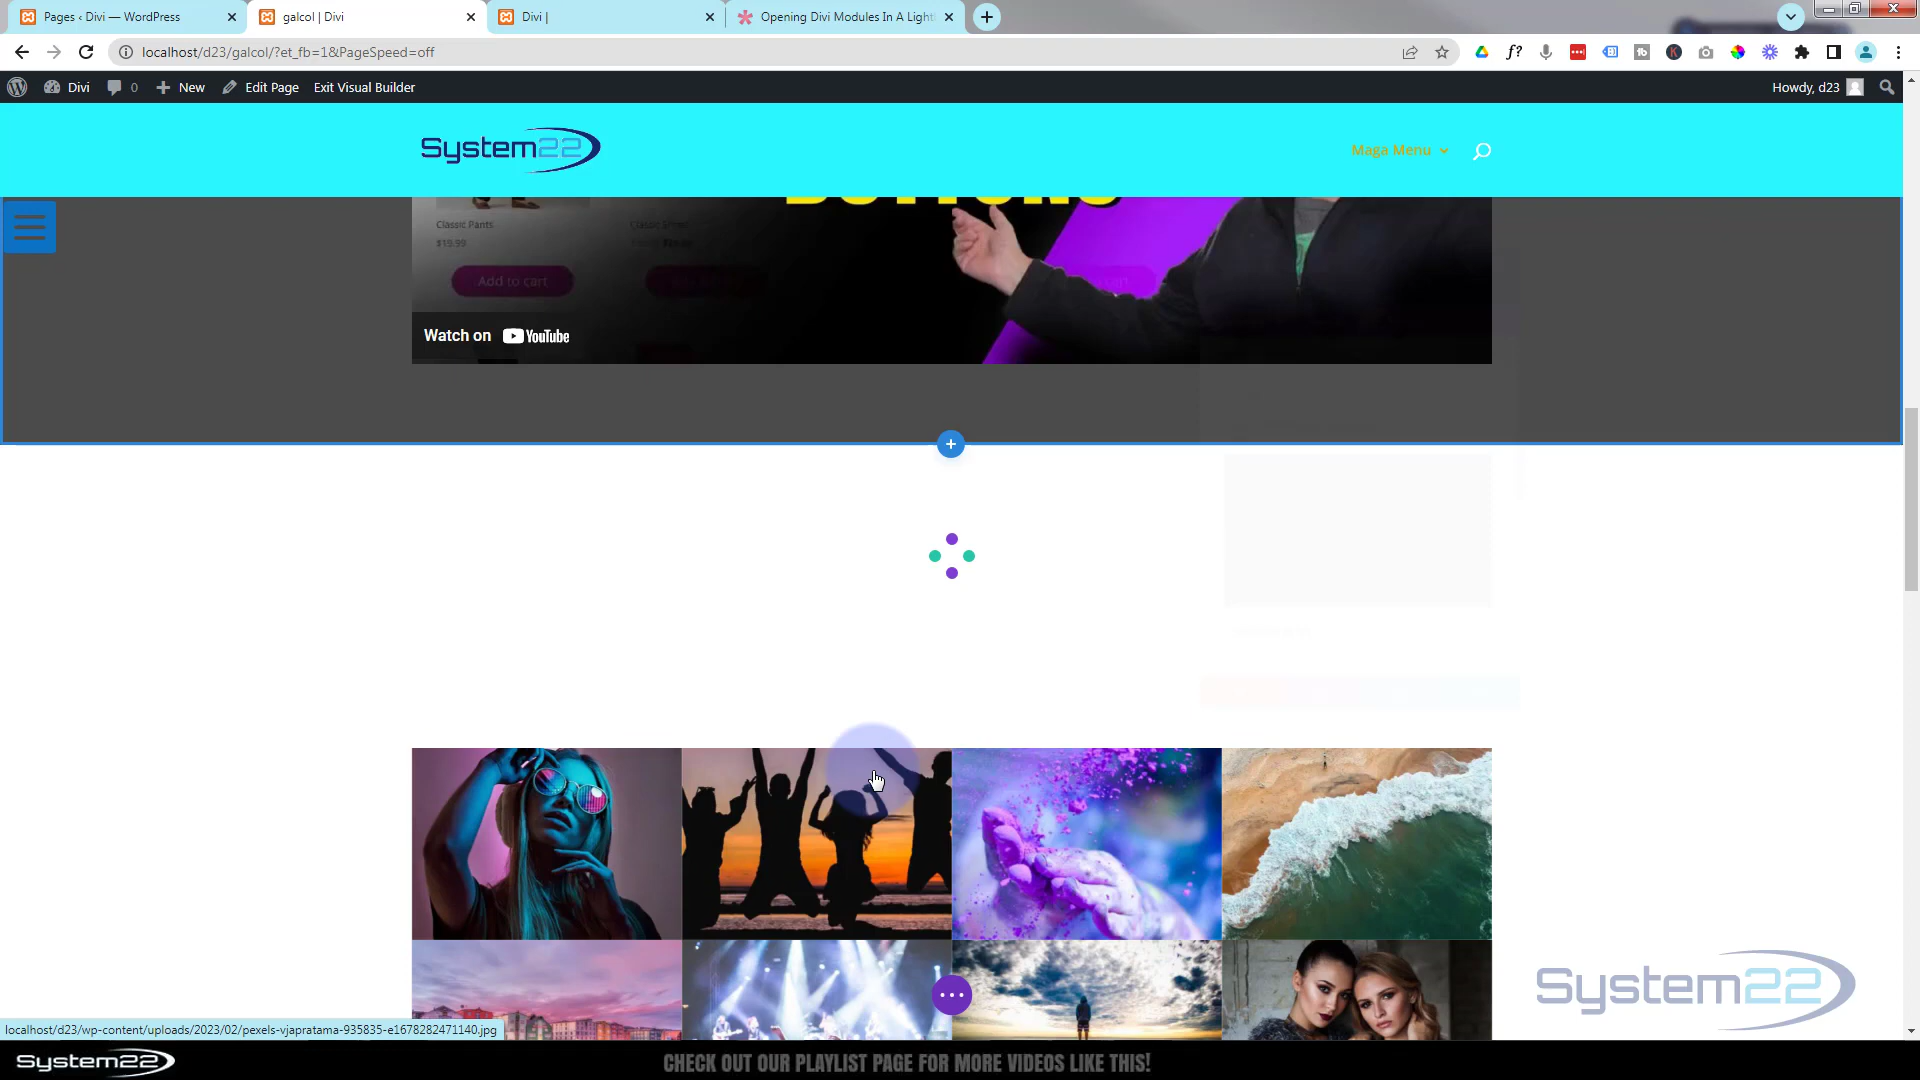 Pages ‹ Divi — WordPress
galcol | Divi
Divi |
Opening Divi Modules In A Light
localhost/d23/galcol/?et_fb=1&PageSpeed=off
Divi
0
New
Edit Page
Exit Visual Builder
Howdy, d23
System22
Maga Menu
BUTTONS
Classic Pants
$19.99
Classic Shoes
Add to cart
Watch on YouTube
System22
localhost/d23/wp-content/uploads/2023/02/pexels-vjapratama-935835-e1678282471140.jpg
System22
CHECK OUT OUR PLAYLIST PAGE FOR MORE VIDEOS LIKE THIS!